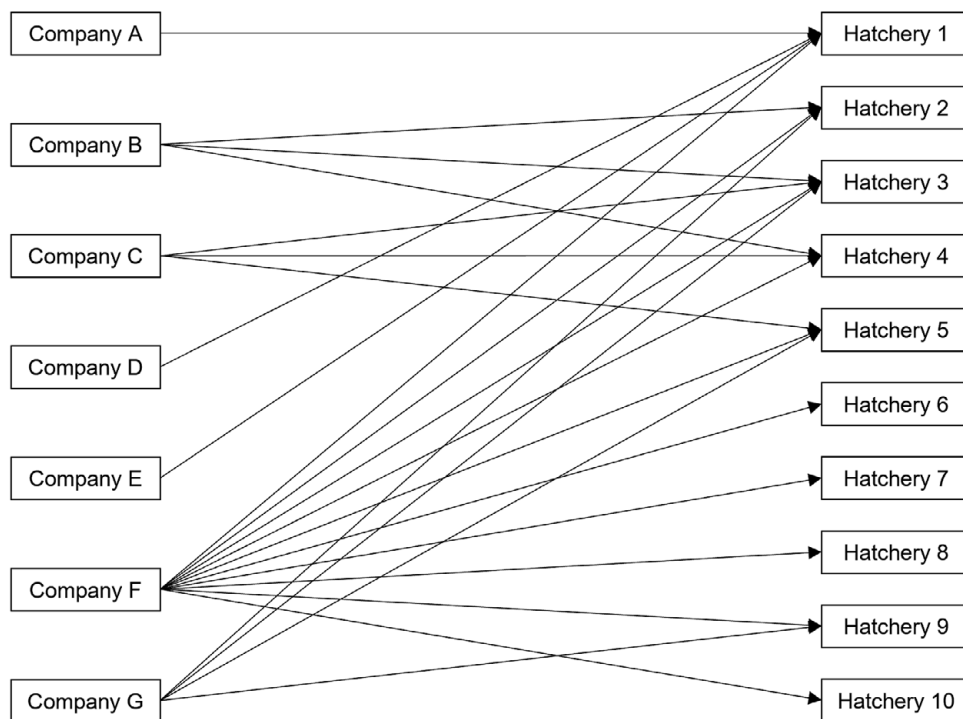 Company A
Company B
Company C
Company D
Company E
Company F
Company G
Hatchery 1
Hatchery 2
Hatchery 3
Hatchery 4
Hatchery 5
Hatchery 6
Hatchery 7
Hatchery 8
Hatchery 9
Hatchery 10